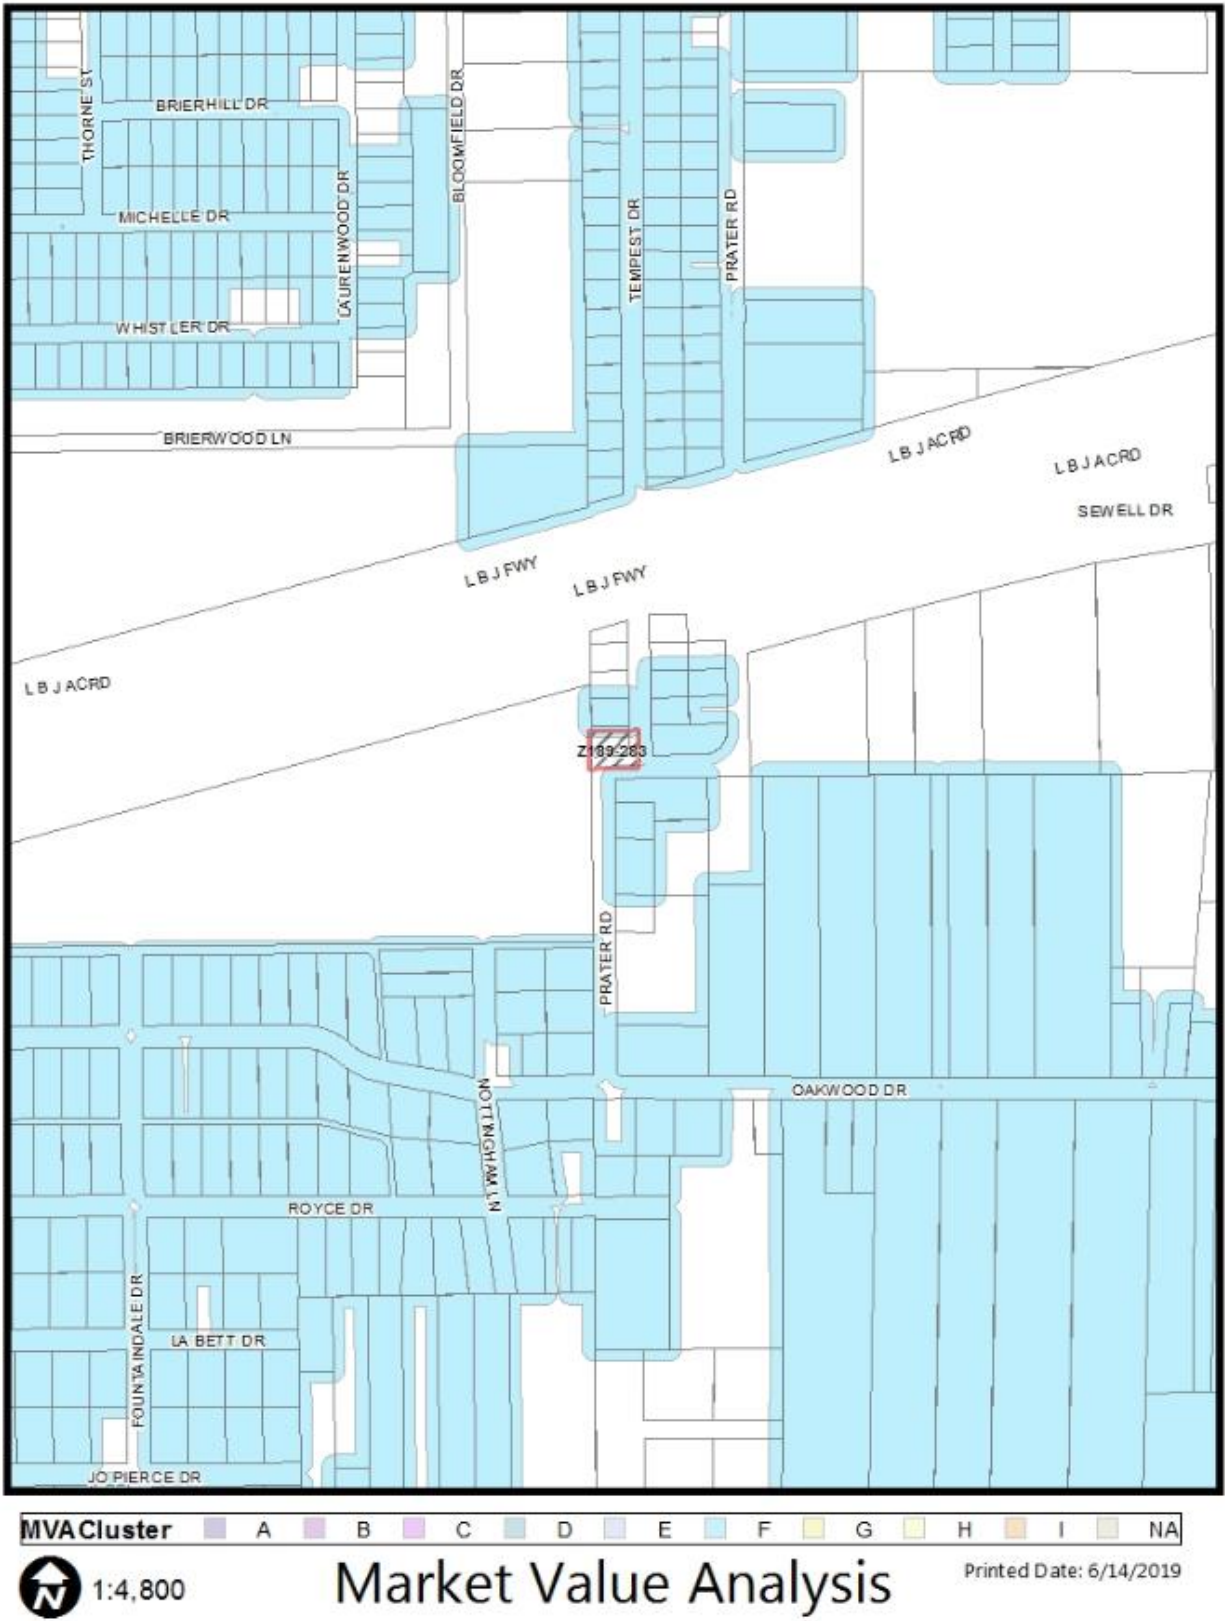 THORNE ST
BRIERHILL DR
BLOOMFIELD DR
MICHELLE DR
LAURENWOOD DR
TEMPEST DR
PRATER RD
WHISTLER DR
BRIERWOOD LN
L B J ACRD
L B J ACRD
SEWELL DR
L B J FWY
L B J FWY
L B J ACRD
Z189-283
PRATER RD
OAKWOOD DR
NOTTINGHAM LN
ROYCE DR
FOUNTAINDALE DR
LA BETT DR
JO PIERCE DR
MVA Cluster A B C D E F G H I NA
N 1:4,800 Market Value Analysis Printed Date: 6/14/2019